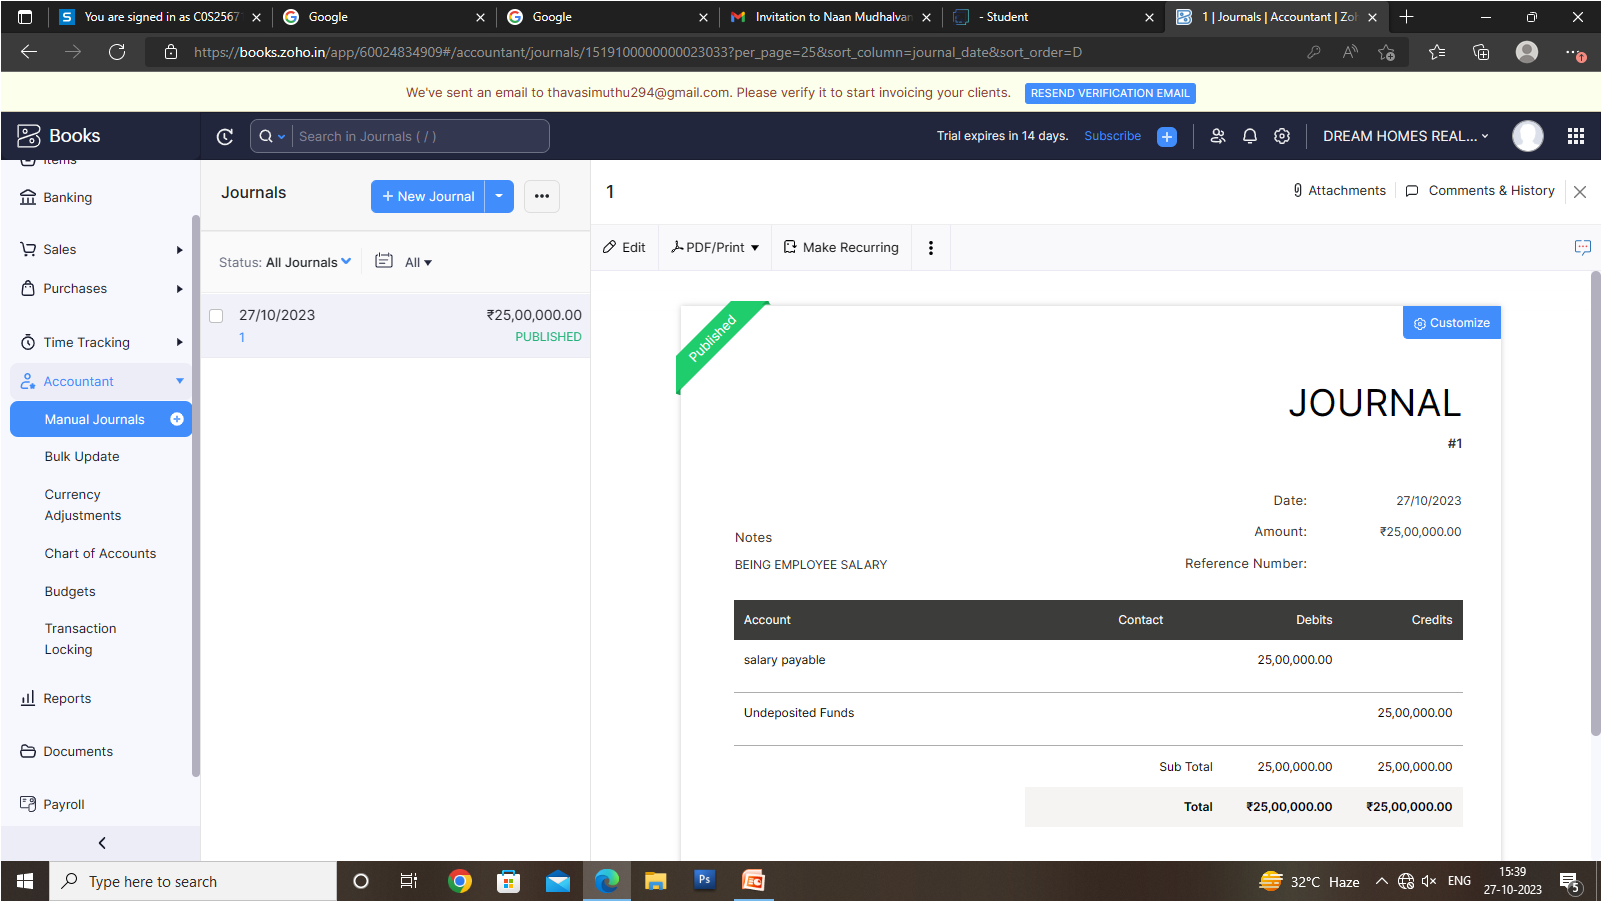 You are signed in as C0S2567
Google
Google
Invitation to Naan Mudhalvan
- Student
1 | Journals | Accountant | Zoh
https://books.zoho.in/app/60024834909#/accountant/journals/1519100000000023033?per_page=25&sort_column=journal_date&sort_order=D
We've sent an email to thavasimuthu294@gmail.com. Please verify it to start invoicing your clients.
RESEND VERIFICATION EMAIL
Books
Search in Journals ( / )
Trial expires in 14 days.
Subscribe
DREAM HOMES REAL...
Items
Banking
Sales
Purchases
Time Tracking
Accountant
Manual Journals
Bulk Update
Currency
Adjustments
Chart of Accounts
Budgets
Transaction
Locking
Reports
Documents
Payroll
Journals
+ New Journal
Status: All Journals
All
27/10/2023 ₹25,00,000.00
1 PUBLISHED
1
Attachments
Comments & History
Edit
PDF/Print
Make Recurring
Published
Customize
JOURNAL
#1
Date: 27/10/2023
Amount: ₹25,00,000.00
Reference Number:
Notes
BEING EMPLOYEE SALARY
Account Contact Debits Credits
salary payable 25,00,000.00
Undeposited Funds 25,00,000.00
Sub Total 25,00,000.00 25,00,000.00
Total ₹25,00,000.00 ₹25,00,000.00
Type here to search
Ps
32°C Haze
ENG
15:39
27-10-2023
5